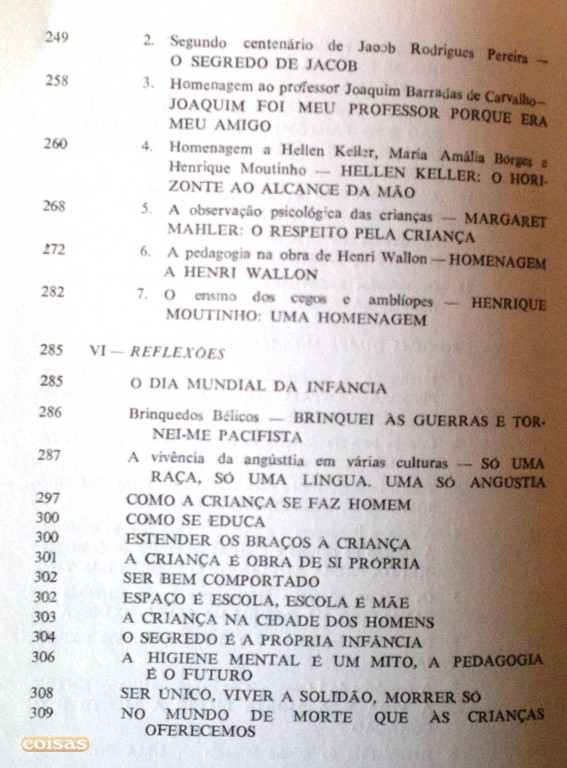 249 2. Segundo centenário de Jacob Rodrigues Pereira —
O SEGREDO DE JACOB
258 3. Homenagem ao professor Joaquim Barradas de Carvalho—
JOAQUIM FOI MEU PROFESSOR PORQUE ERA
MEU AMIGO
260 4. Homenagem a Hellen Keller, Maria Amália Borges e
Henrique Moutinho — HELLEN KELLER: O HORI-
ZONTE AO ALCANCE DA MÃO
268 5. A observação psicológica das crianças — MARGARET
MAHLER: O RESPEITO PELA CRIANÇA
272 6. A pedagogia na obra de Henri Wallon — HOMENAGEM
A HENRI WALLON
282 7. O ensino dos cegos e amblíopes — HENRIQUE
MOUTINHO: UMA HOMENAGEM
285 VI — REFLEXÕES
285 O DIA MUNDIAL DA INFÂNCIA
286 Brinquedos Bélicos — BRINQUEI ÀS GUERRAS E TOR-
NEI-ME PACIFISTA
287 A vivência da angústtia em várias culturas — SÓ UMA
RAÇA, SÓ UMA LÍNGUA. UMA SÓ ANGÚSTIA
297 COMO A CRIANÇA SE FAZ HOMEM
300 COMO SE EDUCA
300 ESTENDER OS BRAÇOS À CRIANÇA
301 A CRIANÇA É OBRA DE SI PRÓPRIA
302 SER BEM COMPORTADO
302 ESPAÇO É ESCOLA, ESCOLA É MÃE
303 A CRIANÇA NA CIDADE DOS HOMENS
304 O SEGREDO É A PRÓPRIA INFÂNCIA
306 A HIGIENE MENTAL É UM MITO, A PEDAGOGIA
É O FUTURO
308 SER ÚNICO, VIVER A SOLIDÃO, MORRER SÓ
309 NO MUNDO DE MORTE QUE ÀS CRIANÇAS
OFERECEMOS
coisas